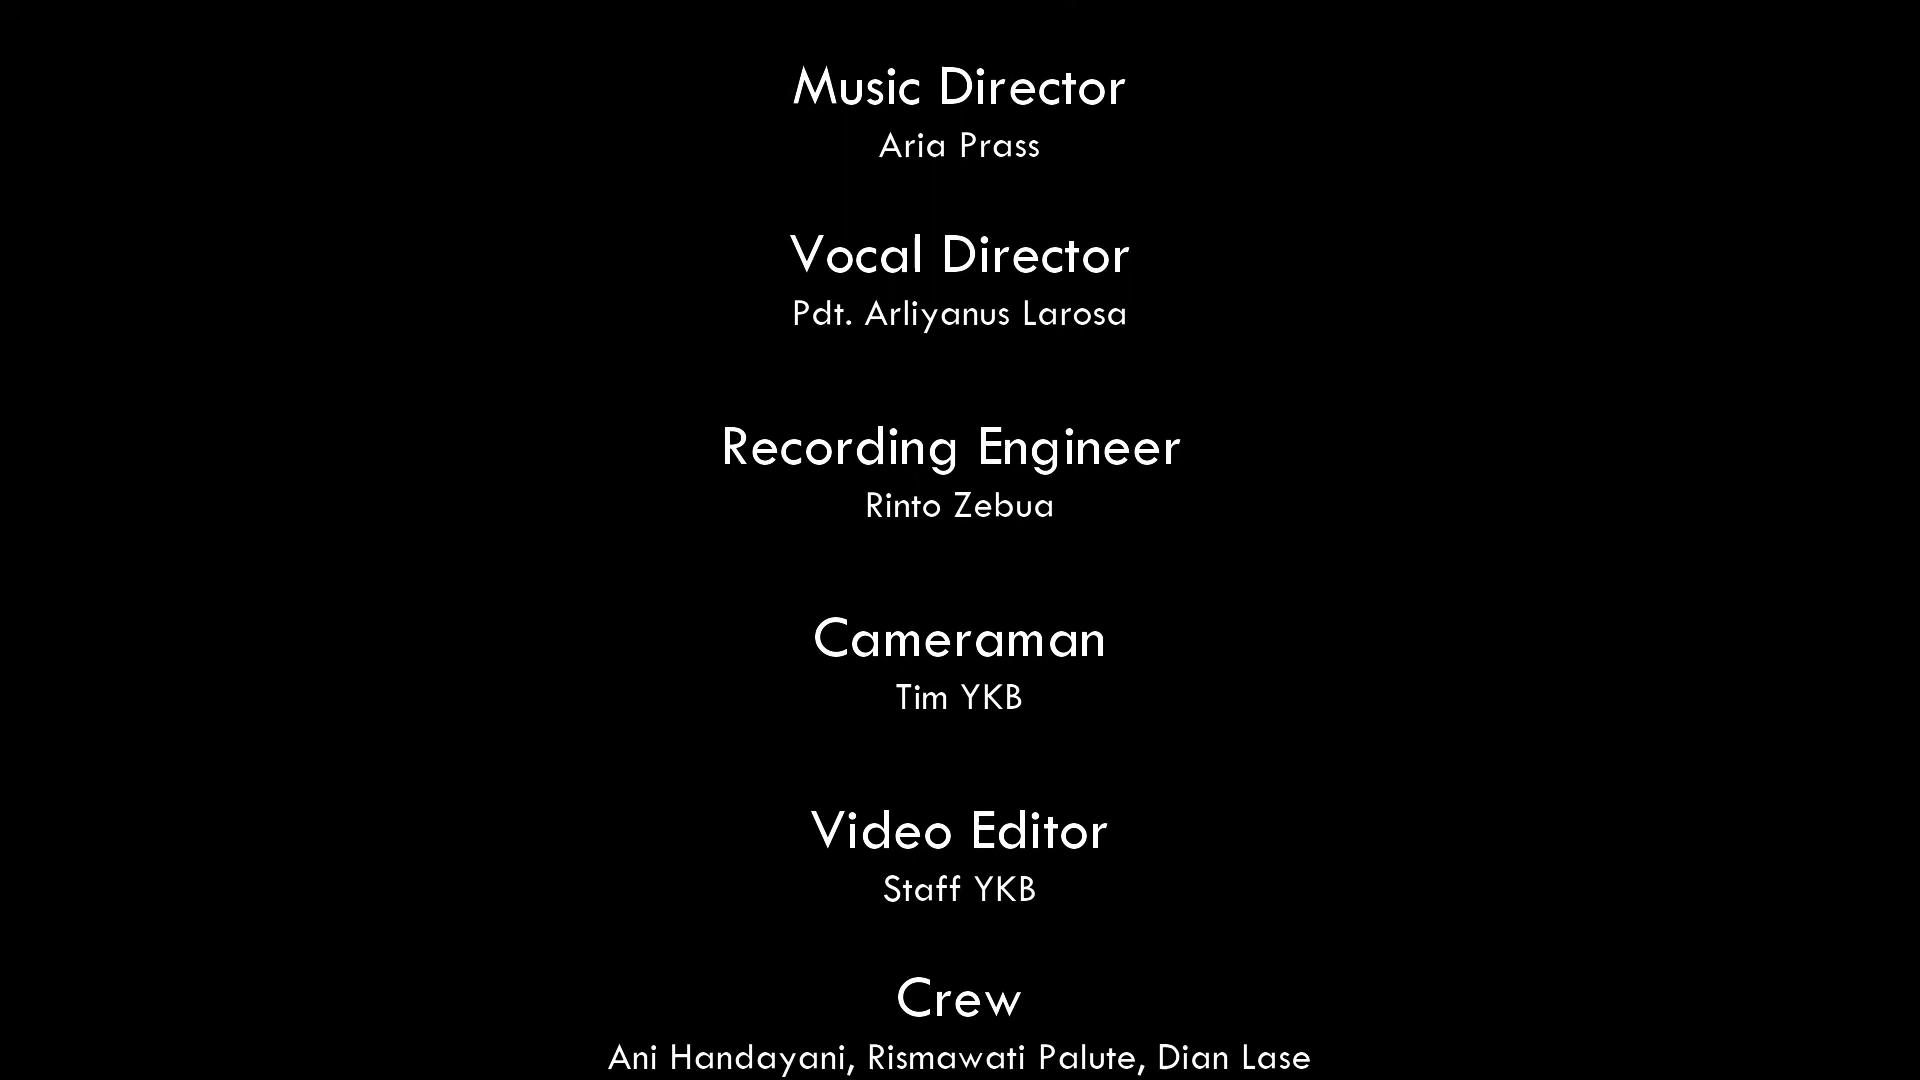 Music Director
Aria Prass
Vocal Director
Pdt. Arliyanus Larosa
Recording Engineer
Rinto Zebua
Cameraman
Tim YKB
Video Editor
Staff YKB
Crew
Ani Handayani, Rismawati Palute, Dian Lase